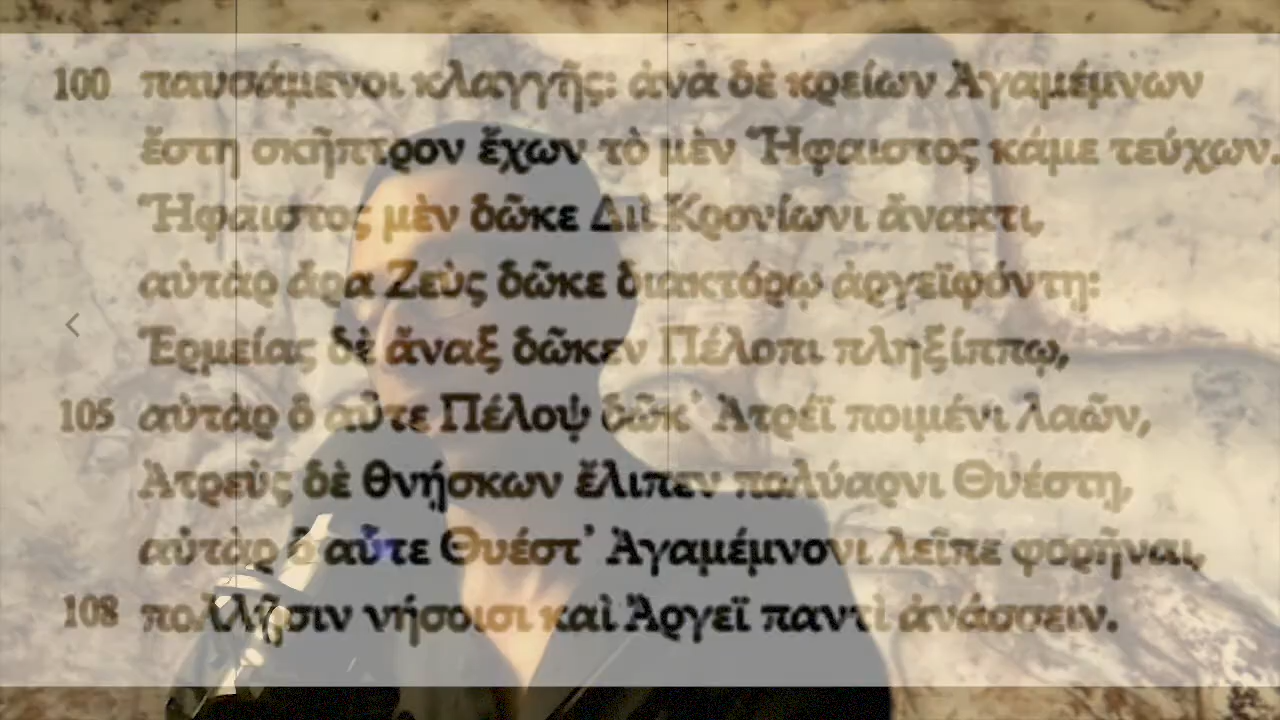 100 παυσάμενοι κλαγγῆς: ἀνὰ δὲ κρείων Ἀγαμέμνων
ἔστη σκῆπτρον ἔχων τὸ μὲν Ἥφαιστος κάμε τεύχων.
Ἥφαιστος μὲν δῶκε Διὶ Κρονίωνι ἄνακτι,
αὐτὰρ ἄρα Ζεὺς δῶκε διακτόρῳ ἀργεϊφόντῃ:
Ἑρμείας δὲ ἄναξ δῶκεν Πέλοπι πληξίππῳ,
105 αὐτὰρ ὃ αὖτε Πέλοψ δῶκ᾽ Ἀτρέϊ ποιμένι λαῶν,
Ἀτρεὺς δὲ θνῄσκων ἔλιπεν πολύαρνι Θυέστῃ,
αὐτὰρ ὃ αὖτε Θυέστ᾽ Ἀγαμέμνονι λεῖπε φορῆναι,
108 πολλῇσιν νήσοισι καὶ Ἄργεϊ παντὶ ἀνάσσειν.